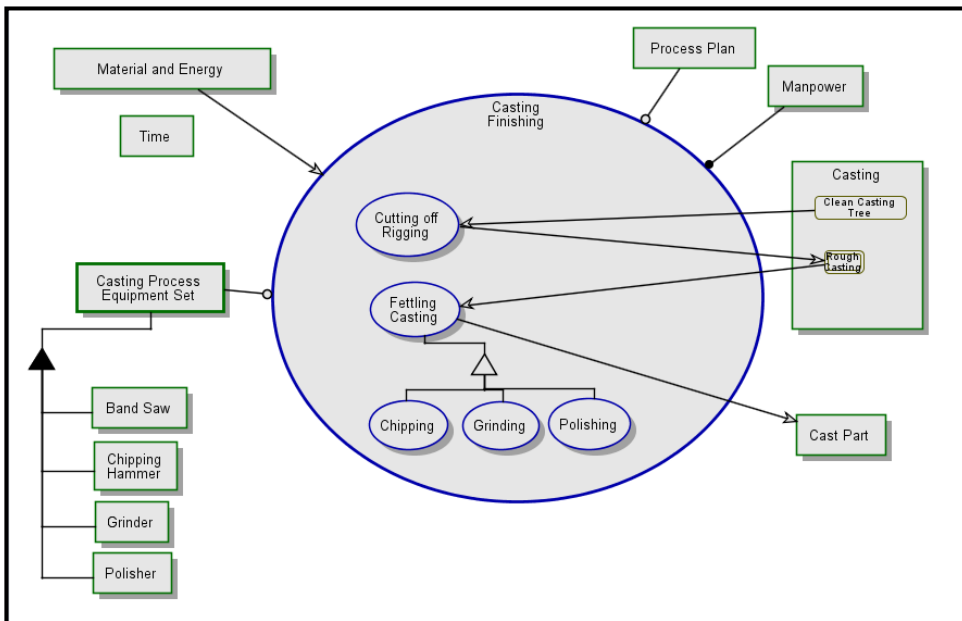 Process Plan
Material and Energy
Manpower
Casting
Finishing
Time
Casting
Clean Casting
Tree
Cutting off
Rigging
Rough
Casting
Casting Process
Equipment Set
Fettling
Casting
Band Saw
Chipping
Grinding
Polishing
Cast Part
Chipping
Hammer
Grinder
Polisher